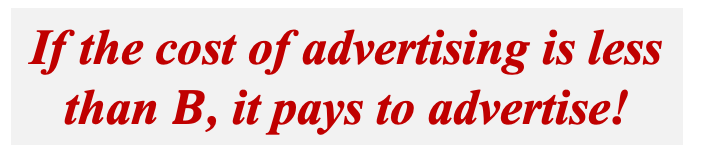 If the cost of advertising is less
than B, it pays to advertise!